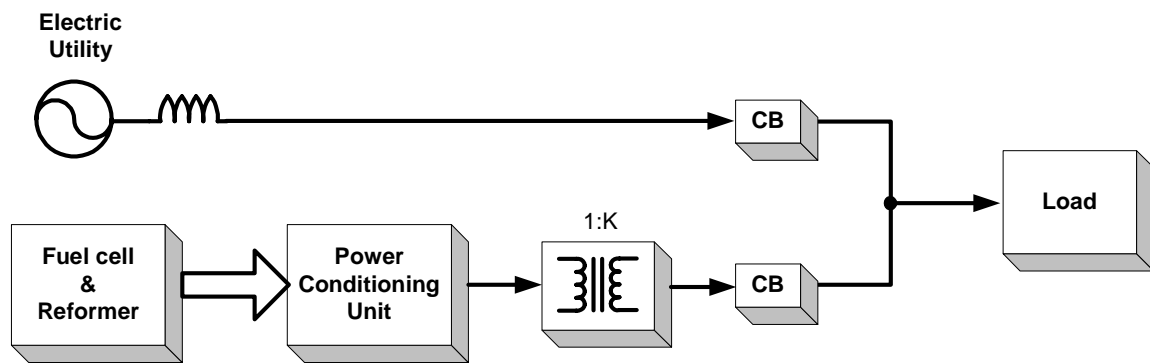 Electric
Utility
CB
Load
1:K
Fuel cell
&
Reformer
Power
Conditioning
Unit
CB